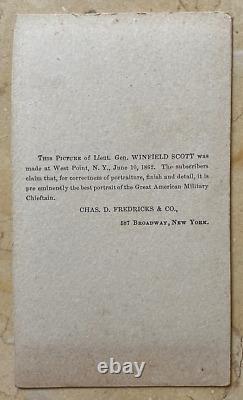 THIS PICTURE of Lieut. Gen. WINFIELD SCOTT was
made at West Point, N. Y., June 10, 1862. The subscribers
claim that, for correctness of portraiture, finish and detail, it is
pre eminently the best portrait of the Great American Military
Chieftain.
CHAS. D. FREDRICKS & CO.,
587 BROADWAY, NEW YORK.
©worthpoint.com